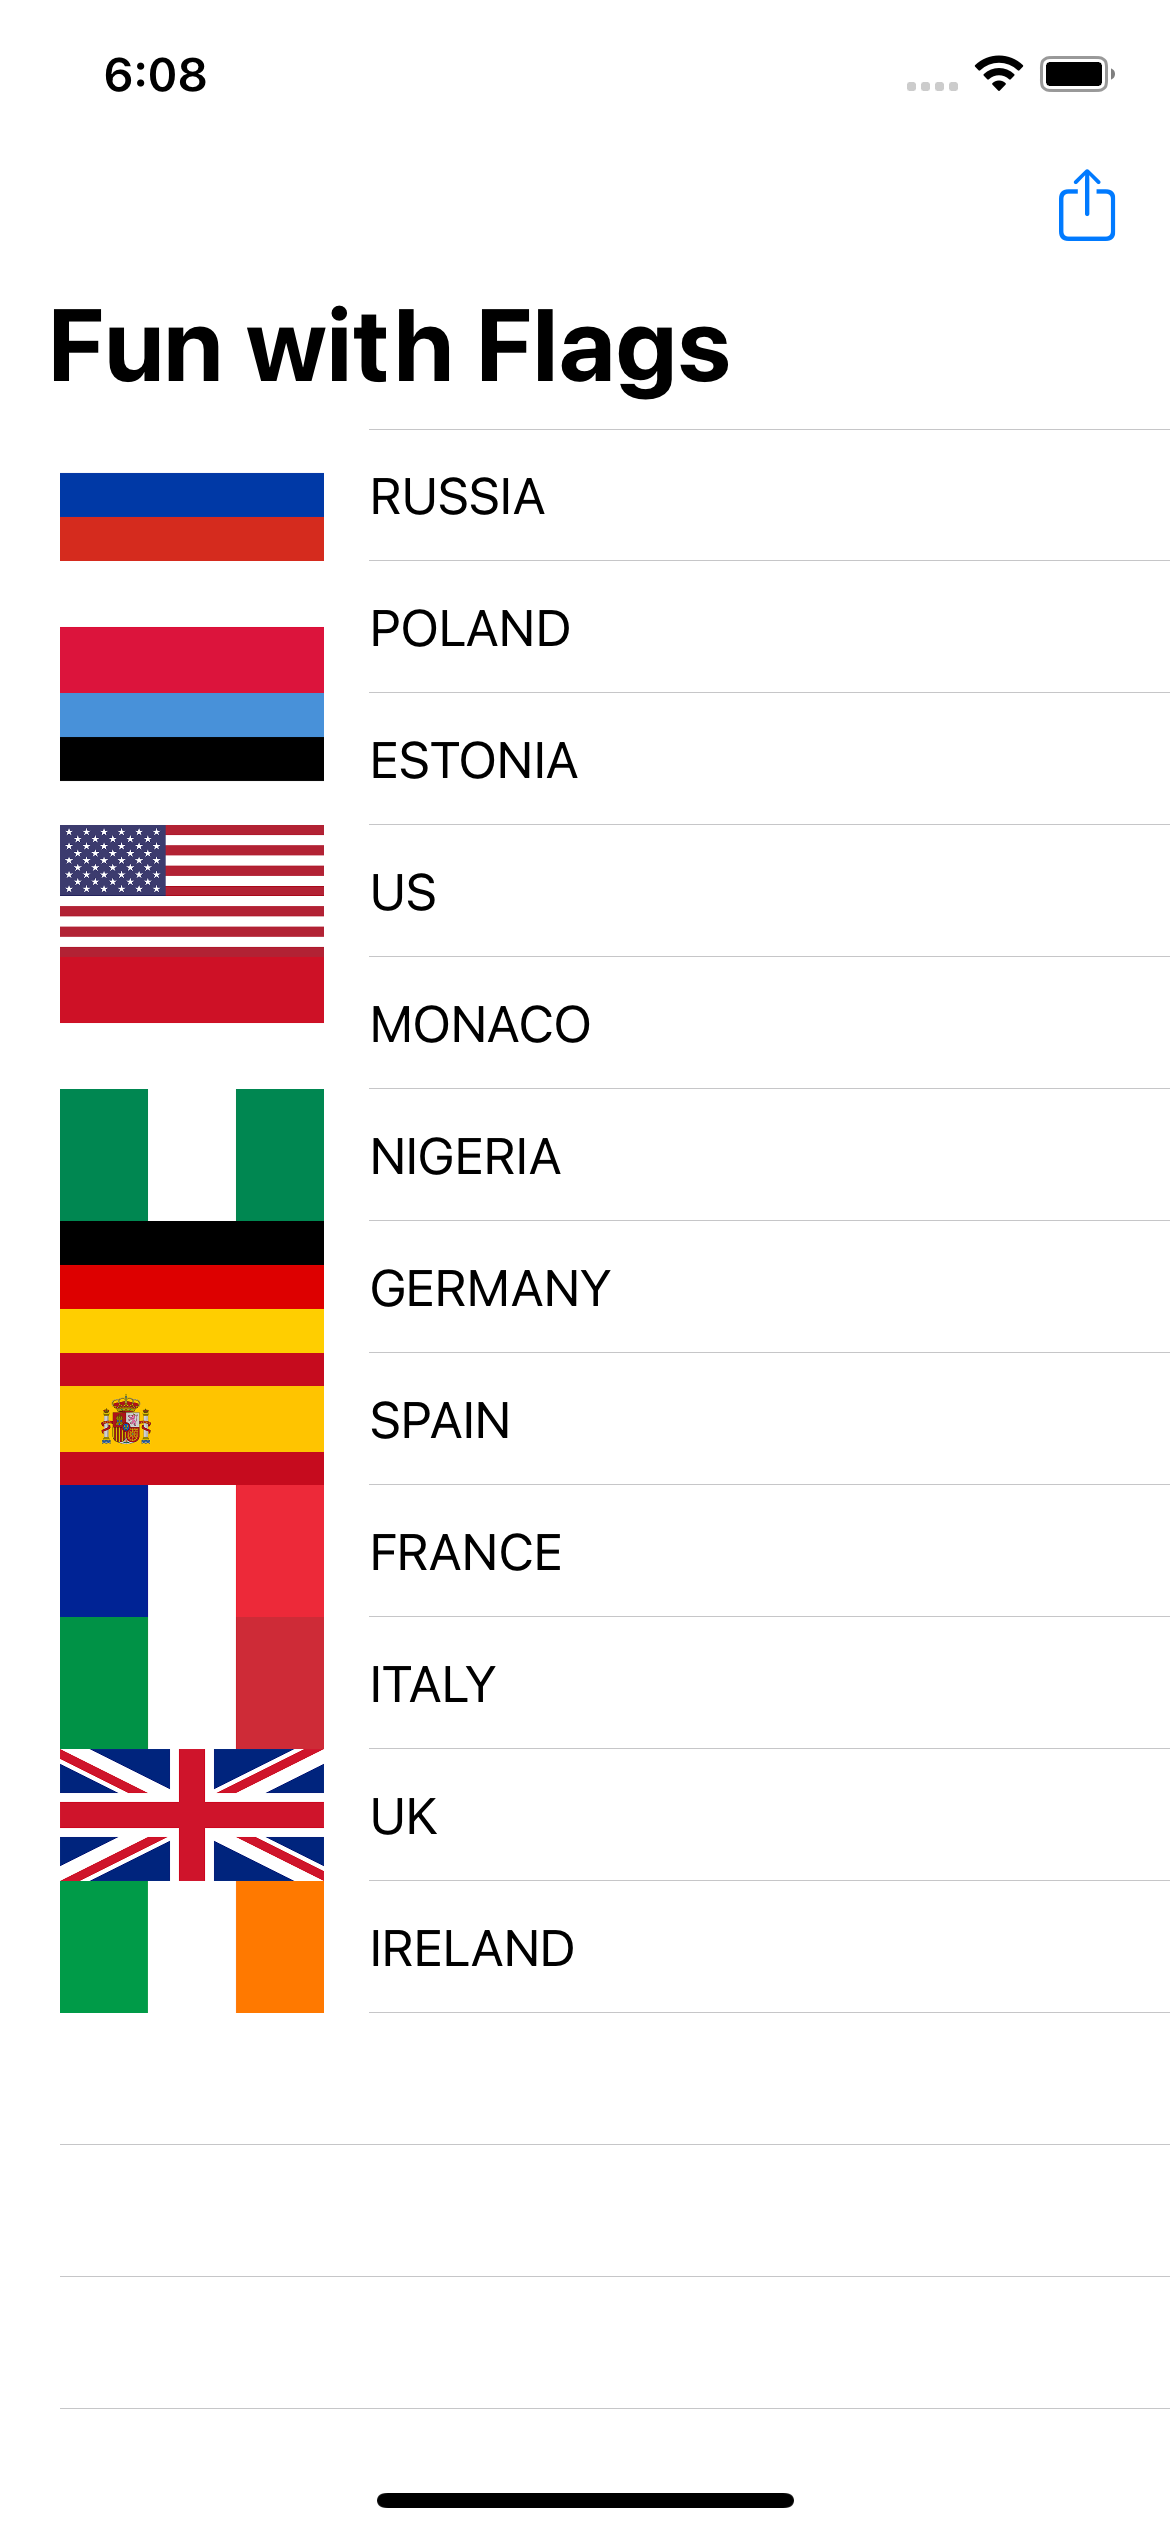 6:08
Fun with Flags
RUSSIA
POLAND
ESTONIA
US
MONACO
NIGERIA
GERMANY
SPAIN
FRANCE
ITALY
UK
IRELAND